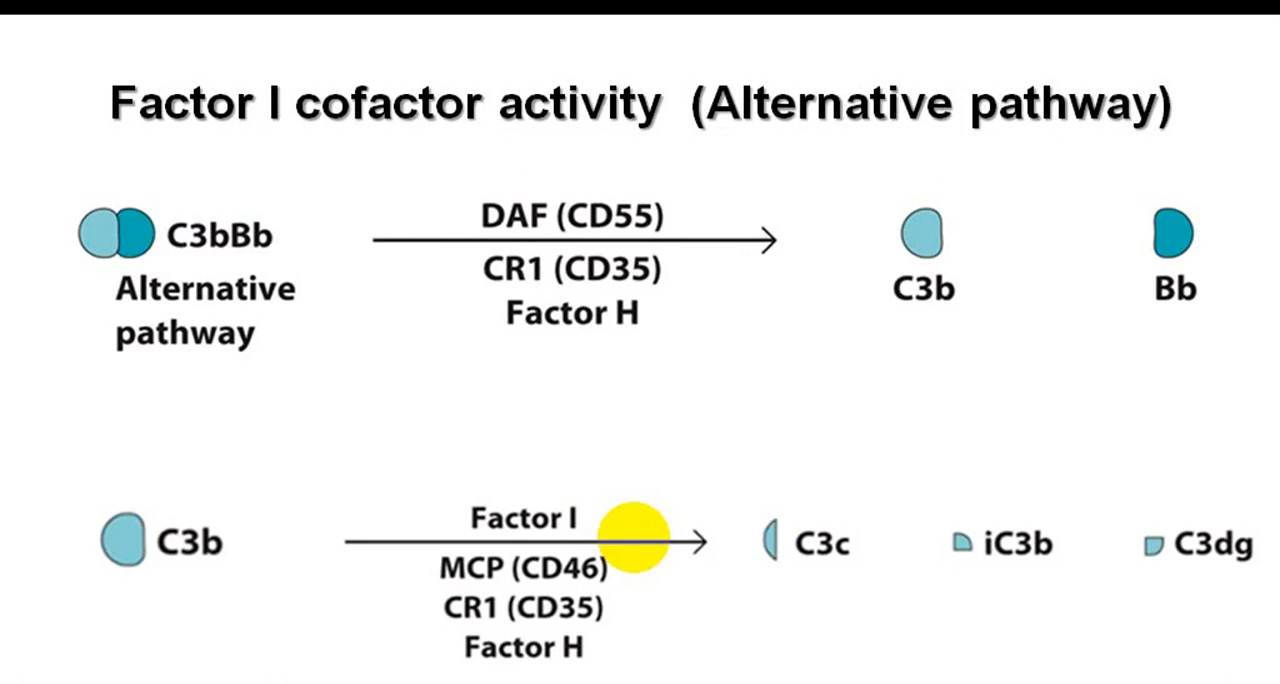 Factor I cofactor activity (Alternative pathway)
C3bBb
Alternative
pathway
DAF (CD55)
CR1 (CD35)
Factor H
C3b
Bb
C3b
Factor I
MCP (CD46)
CR1 (CD35)
Factor H
C3c
iC3b
C3dg